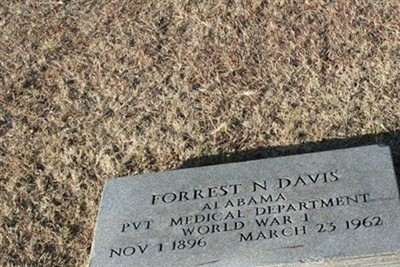 FORREST N DAVIS
ALABAMA
PVT MEDICAL DEPARTMENT
WORLD WAR I
NOV 1 1896 MARCH 23 1962